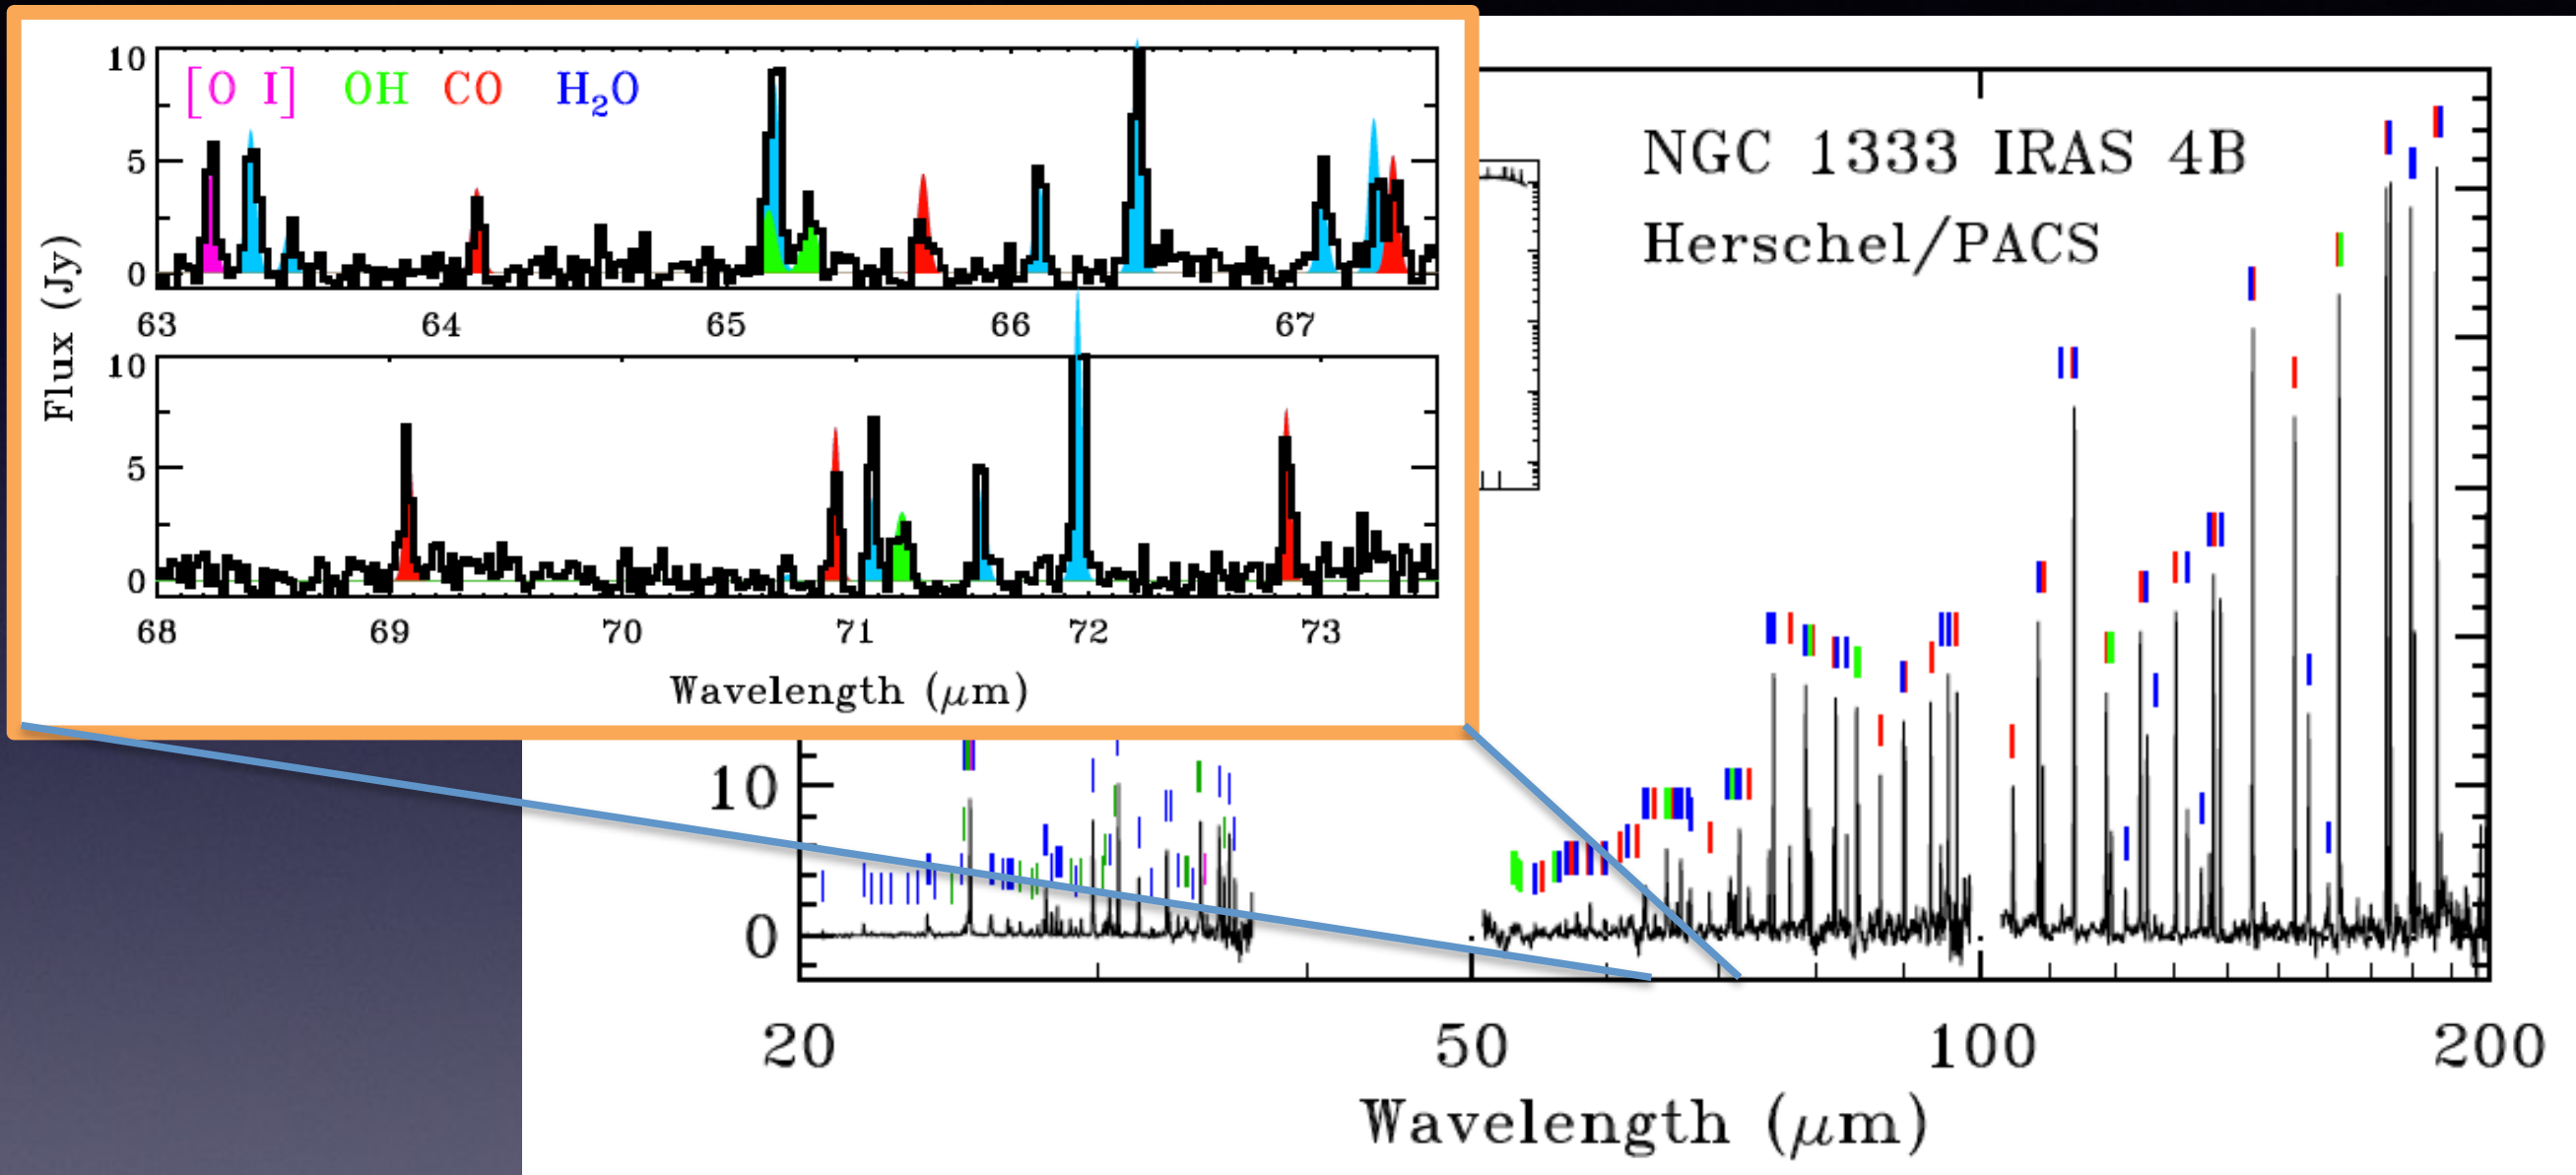 [O I] OH CO H₂O
10
5
0
63 64 65 66 67
10
5
0
68 69 70 71 72 73
Flux (Jy)
Wavelength (μm)
NGC 1333 IRAS 4B
Herschel/PACS
10
0
20 50 100 200
Wavelength (μm)